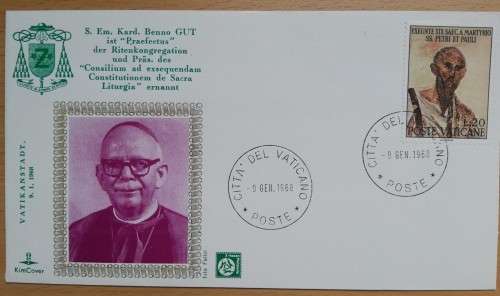 S. Em. Kard. Benno GUT
ist "Praefectus"
der Ritenkongregation
und Präs. des
"Consilium ad exsequendam
Constitutionem de Sacra
Liturgia" ernannt
VATIKANSTADT,
9. 1. 1968
KimCover
EXEUNTE XIX SAEC. A MARTYRIO
SS. PETRI ET PAULI
L.20
POSTE VATICANE
CITTA' DEL VATICANO
- 9 GEN. 1968
POSTE
CITTA' DEL VATICANO
- 9 GEN. 1968
POSTE